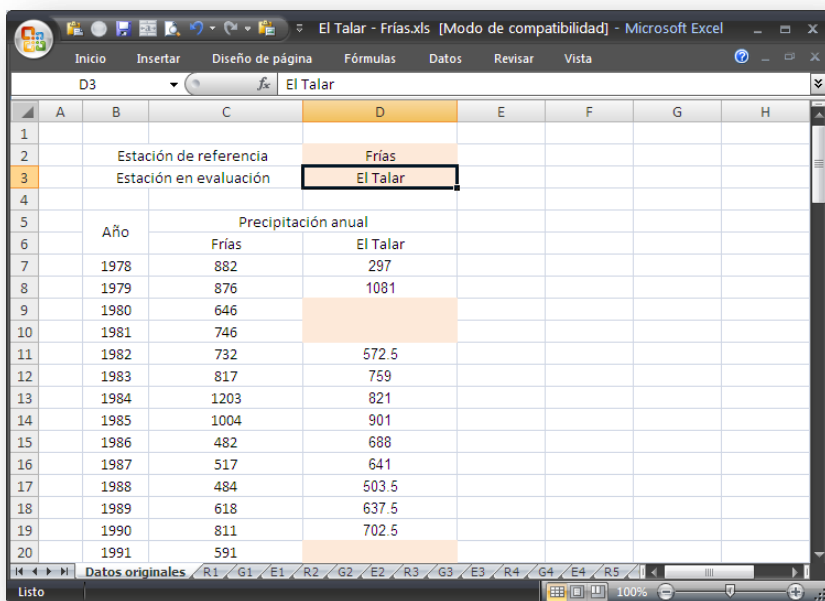 El Talar - Frías.xls [Modo de compatibilidad] - Microsoft Excel
Inicio Insertar Diseño de página Fórmulas Datos Revisar Vista
D3 fx El Talar
A B C D E F G H
1
2 Estación de referencia Frías
3 Estación en evaluación El Talar
4
5 Año Precipitación anual
6 Frías El Talar
7 1978 882 297
8 1979 876 1081
9 1980 646
10 1981 746
11 1982 732 572.5
12 1983 817 759
13 1984 1203 821
14 1985 1004 901
15 1986 482 688
16 1987 517 641
17 1988 484 503.5
18 1989 618 637.5
19 1990 811 702.5
20 1991 591
Datos originales R1 G1 E1 R2 G2 E2 R3 G3 E3 R4 G4 E4 R5
Listo 100%